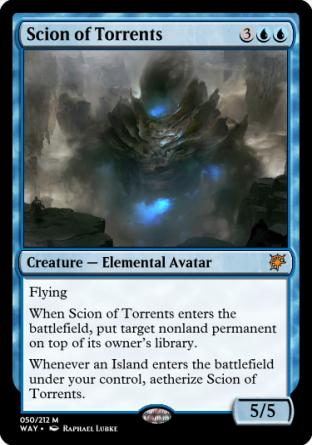 Scion of Torrents 3
Creature — Elemental Avatar
Flying
When Scion of Torrents enters the
battlefield, put target nonland permanent
on top of its owner's library.
Whenever an Island enters the battlefield
under your control, aetherize Scion of
Torrents.
5/5
050/212 M
WAY • Raphael Lubke